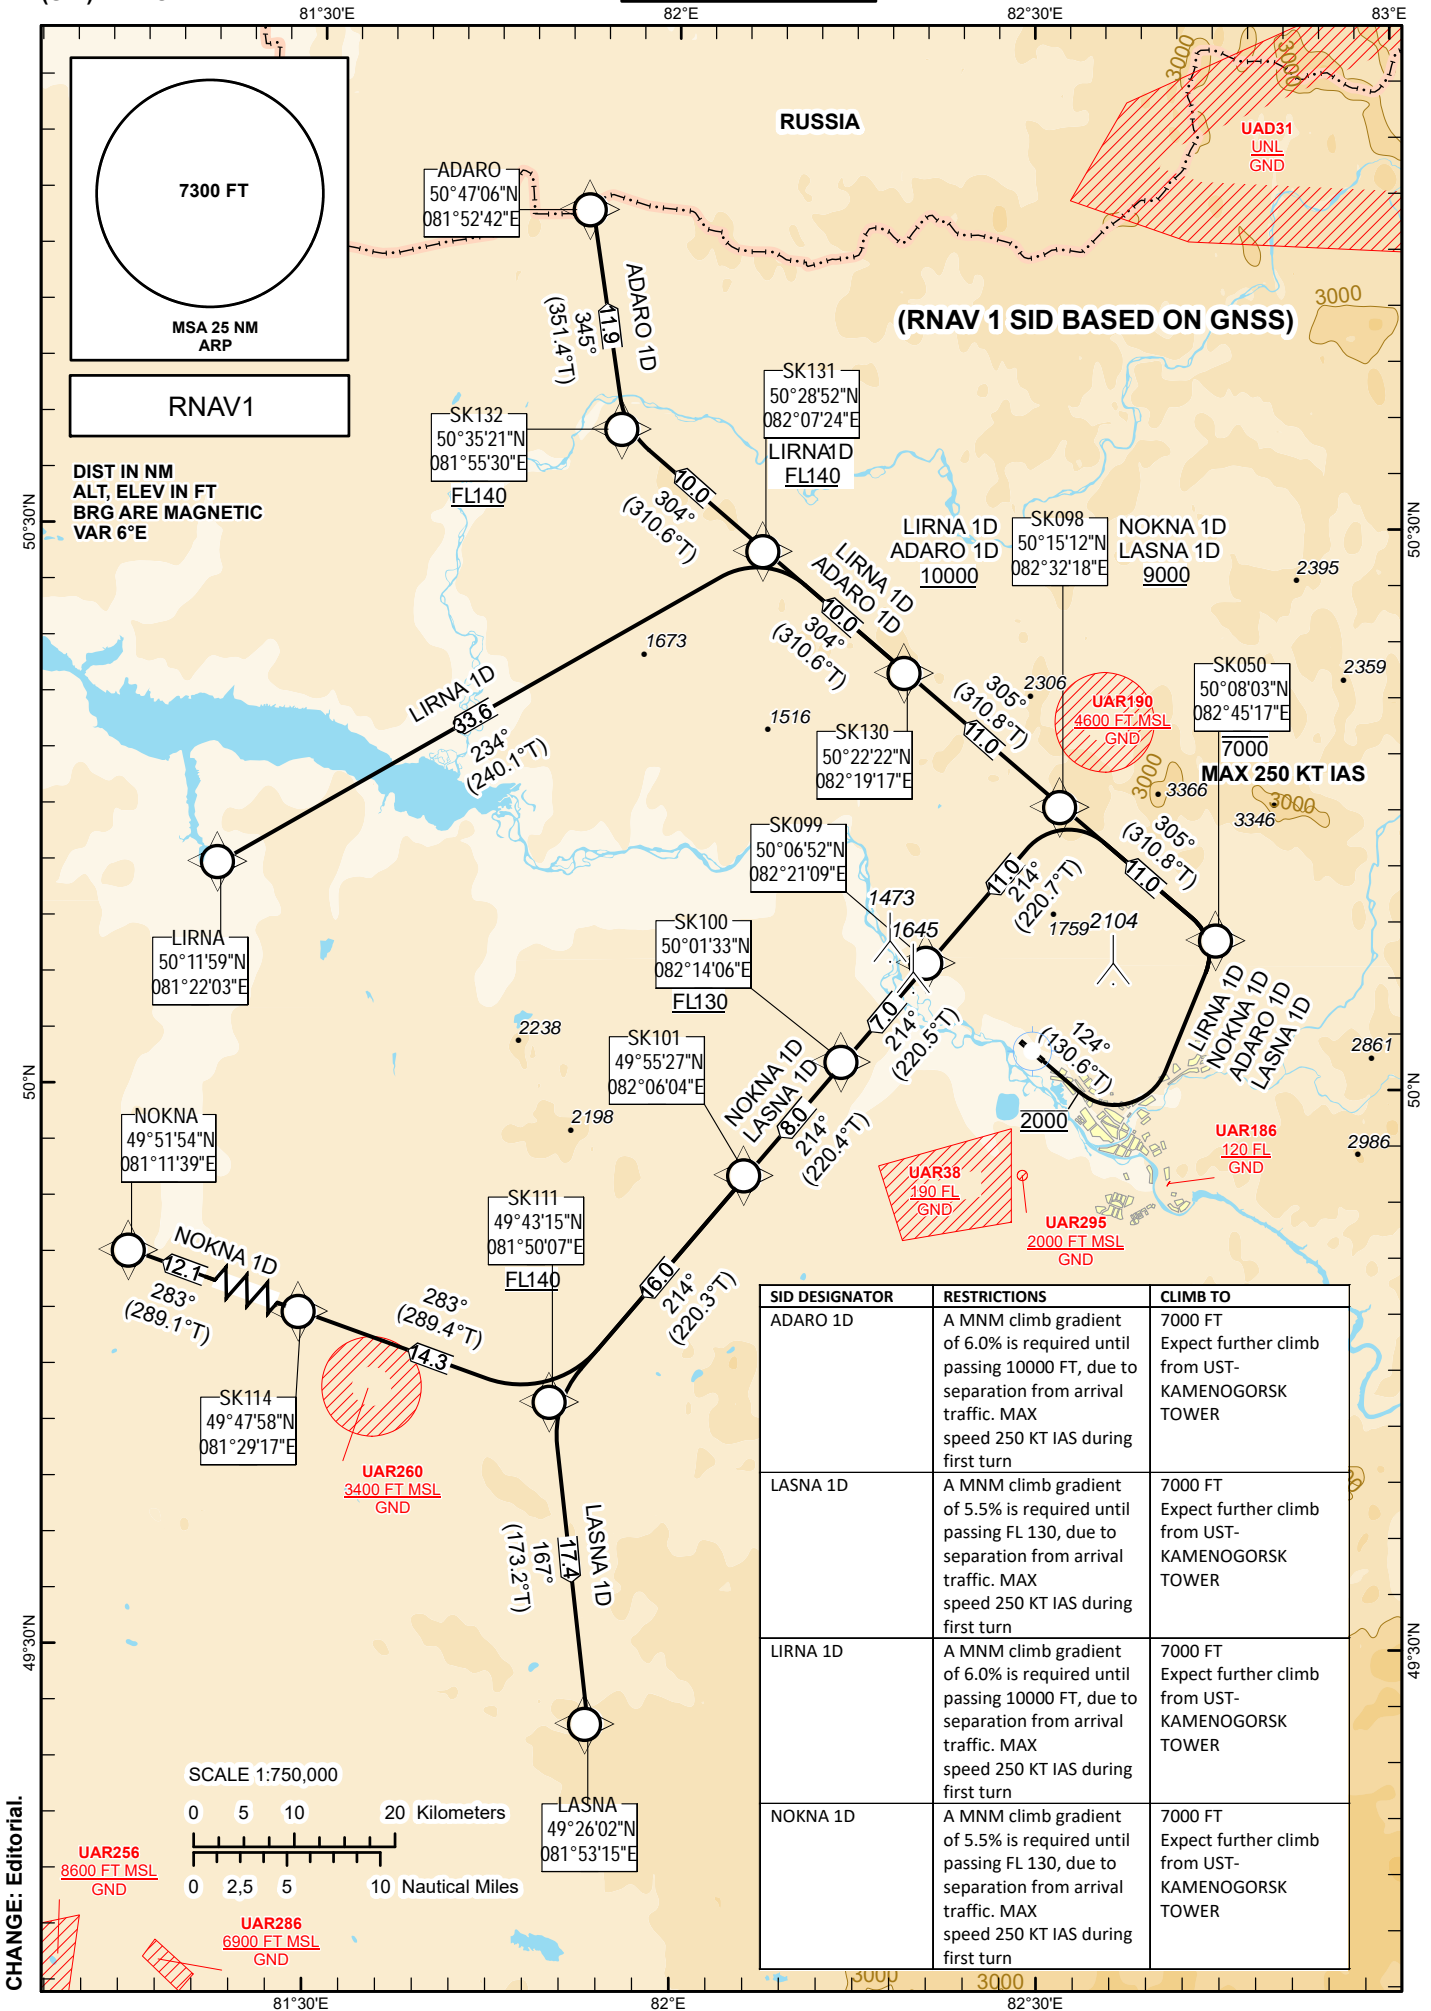 81°30'E
82°E
82°30'E
83°E
7300 FT
MSA 25 NM
ARP
RNAV1
DIST IN NM
ALT, ELEV IN FT
BRG ARE MAGNETIC
VAR 6°E
RUSSIA
3000
3000
UAD31
UNL
GND
(RNAV 1 SID BASED ON GNSS)
3000
ADARO
50°47'06"N
081°52'42"E
ADARO 1D
11.9
345°
(351.4°T)
SK132
50°35'21"N
081°55'30"E
FL140
SK131
50°28'52"N
082°07'24"E
LIRNA1D
FL140
10.0
304°
(310.6°T)
50°30'N
50°30'N
LIRNA 1D
ADARO 1D
10000
SK098
50°15'12"N
082°32'18"E
NOKNA 1D
LASNA 1D
9000
2395
LIRNA 1D
ADARO 1D
10.0
304°
(310.6°T)
1673
LIRNA 1D
33.6
234°
(240.1°T)
1516
SK130
50°22'22"N
082°19'17"E
305°
(310.8°T)
11.0
2306
UAR190
4600 FT MSL
GND
SK050
50°08'03"N
082°45'17"E
7000
MAX 250 KT IAS
2359
3000
3366
3000
3346
305°
(310.8°T)
11.0
SK099
50°06'52"N
082°21'09"E
11.0
214°
(220.7°T)
1473
1645
1759
2104
LIRNA
50°11'59"N
081°22'03"E
SK100
50°01'33"N
082°14'06"E
FL130
7.0
214°
(220.5°T)
LIRNA 1D
NOKNA 1D
ADARO 1D
LASNA 1D
124°
(130.6°T)
2000
2238
SK101
49°55'27"N
082°06'04"E
NOKNA 1D
LASNA 1D
8.0
214°
(220.4°T)
2861
50°N
50°N
2198
NOKNA
49°51'54"N
081°11'39"E
UAR38
190 FL
GND
UAR186
120 FL
GND
2986
UAR295
2000 FT MSL
GND
SK111
49°43'15"N
081°50'07"E
FL140
16.0
214°
(220.3°T)
NOKNA 1D
12.1
283°
(289.1°T)
283°
(289.4°T)
14.3
SK114
49°47'58"N
081°29'17"E
UAR260
3400 FT MSL
GND
LASNA 1D
17.4
167°
(173.2°T)
LASNA
49°26'02"N
081°53'15"E
49°30'N
49°30'N
SID DESIGNATOR
RESTRICTIONS
CLIMB TO
ADARO 1D
A MNM climb gradient
of 6.0% is required until
passing 10000 FT, due to
separation from arrival
traffic. MAX
speed 250 KT IAS during
first turn
7000 FT
Expect further climb
from UST-
KAMENOGORSK
TOWER
LASNA 1D
A MNM climb gradient
of 5.5% is required until
passing FL 130, due to
separation from arrival
traffic. MAX
speed 250 KT IAS during
first turn
7000 FT
Expect further climb
from UST-
KAMENOGORSK
TOWER
LIRNA 1D
A MNM climb gradient
of 6.0% is required until
passing 10000 FT, due to
separation from arrival
traffic. MAX
speed 250 KT IAS during
first turn
7000 FT
Expect further climb
from UST-
KAMENOGORSK
TOWER
NOKNA 1D
A MNM climb gradient
of 5.5% is required until
passing FL 130, due to
separation from arrival
traffic. MAX
speed 250 KT IAS during
first turn
7000 FT
Expect further climb
from UST-
KAMENOGORSK
TOWER
SCALE 1:750,000
0 5 10 20 Kilometers
0 2,5 5 10 Nautical Miles
UAR256
8600 FT MSL
GND
UAR286
6900 FT MSL
GND
CHANGE: Editorial.
3000
3000
81°30'E
82°E
82°30'E